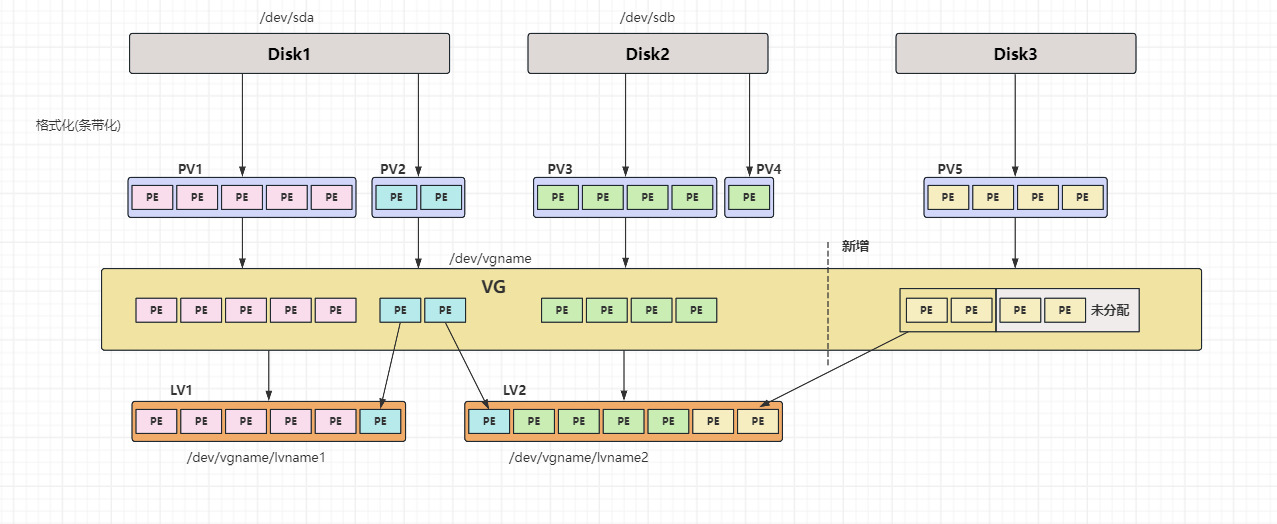 /dev/sda /dev/sdb
Disk1 Disk2 Disk3
格式化(条带化)
PV1 PV2 PV3 PV4 PV5
PE PE PE PE PE PE PE PE PE PE PE PE PE PE PE PE
新增
/dev/vgname
VG
PE PE PE PE PE PE PE PE PE PE PE PE PE PE PE 未分配
LV1 LV2
PE PE PE PE PE PE PE PE PE PE PE PE PE
/dev/vgname/lvname1 /dev/vgname/lvname2